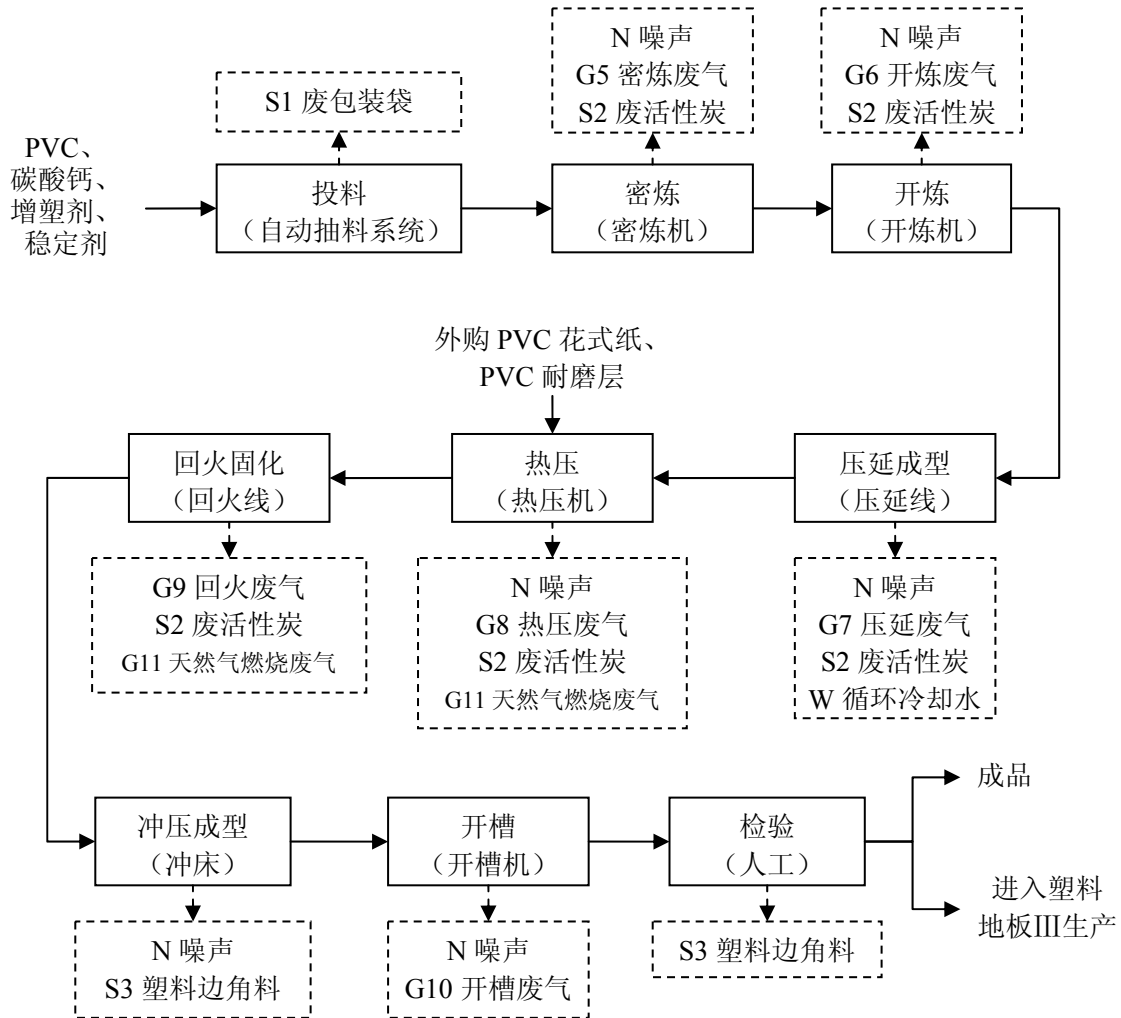 N 噪声
G5 密炼废气
S2 废活性炭
N 噪声
G6 开炼废气
S2 废活性炭
S1 废包装袋
PVC、
碳酸钙、
增塑剂、
稳定剂
投料
（自动抽料系统）
密炼
（密炼机）
开炼
（开炼机）
外购 PVC 花式纸、
PVC 耐磨层
回火固化
（回火线）
热压
（热压机）
压延成型
（压延线）
G9 回火废气
S2 废活性炭
G11 天然气燃烧废气
N 噪声
G8 热压废气
S2 废活性炭
G11 天然气燃烧废气
N 噪声
G7 压延废气
S2 废活性炭
W 循环冷却水
冲压成型
（冲床）
开槽
（开槽机）
检验
（人工）
成品
进入塑料
地板Ⅲ生产
N 噪声
S3 塑料边角料
N 噪声
G10 开槽废气
S3 塑料边角料